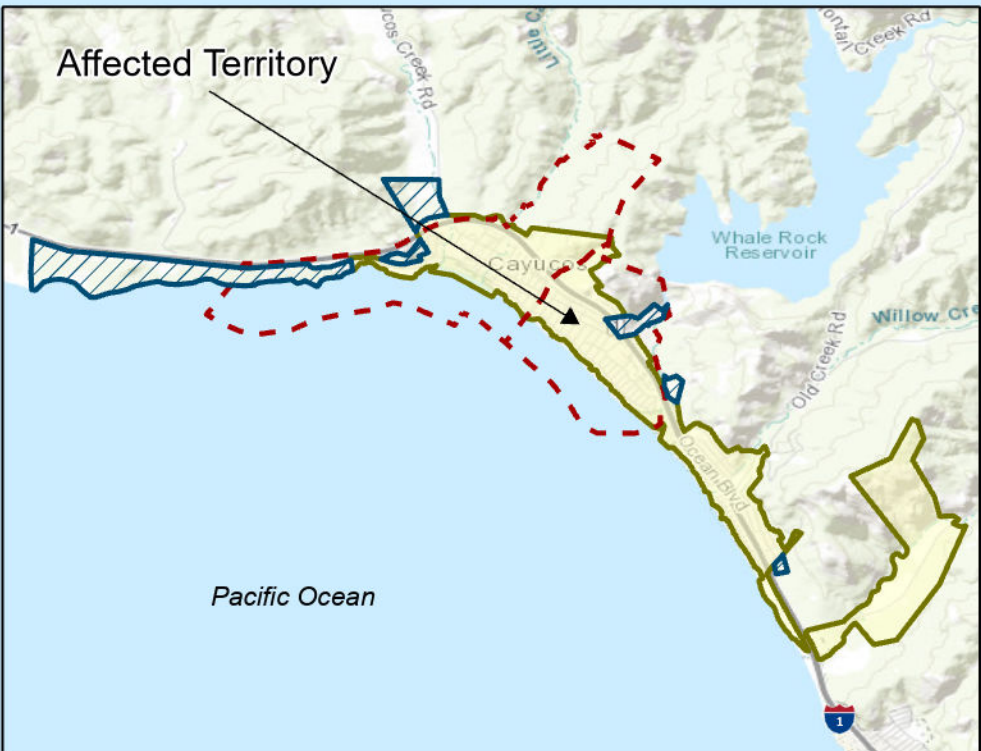 Affected Territory
ucos Creek Rd
Little C
ontari
Creek Rd
1
Whale Rock
Reservoir
Cayucos
Willow Cre
Old Creek Rd
Ocean Blvd
Pacific Ocean
1